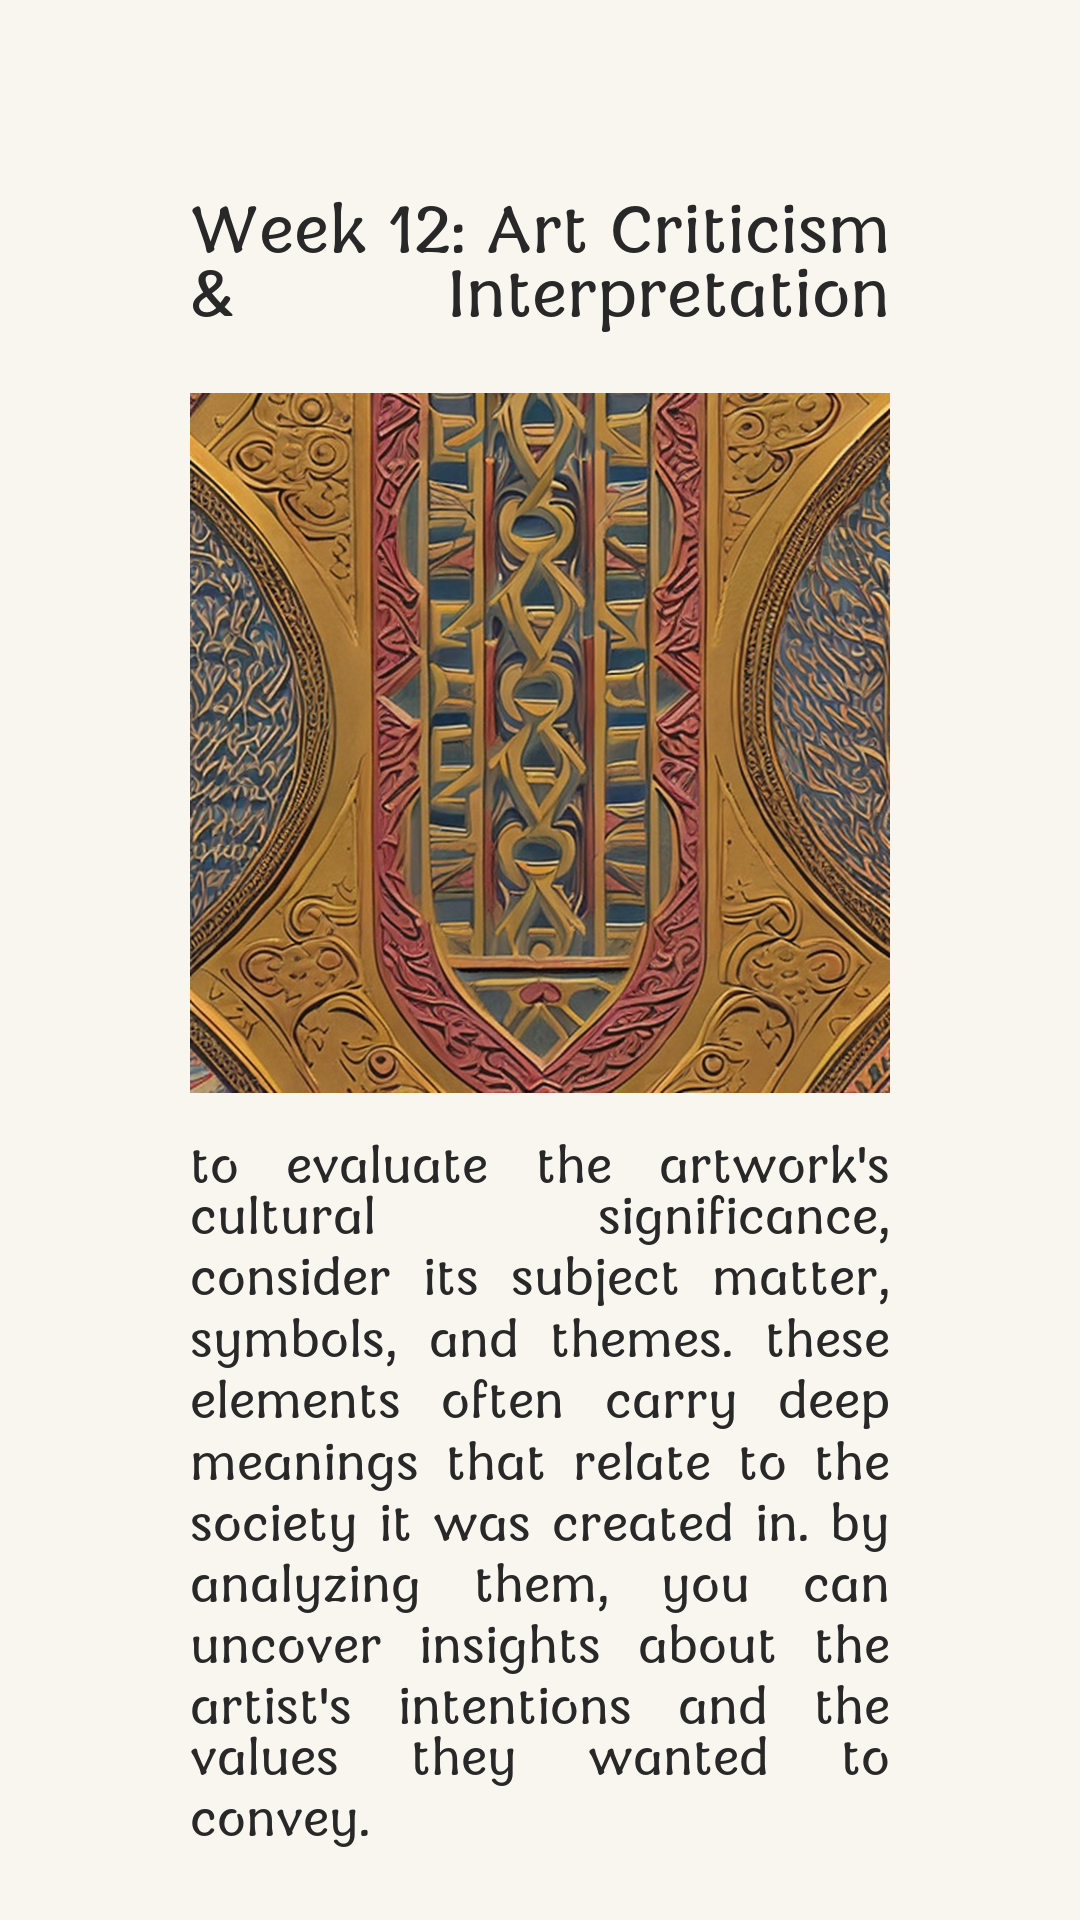 Week 12: Art Criticism
& Interpretation
to evaluate the artwork's
cultural significance,
consider its subject matter,
symbols, and themes. these
elements often carry deep
meanings that relate to the
society it was created in. by
analyzing them, you can
uncover insights about the
artist's intentions and the
values they wanted to
convey.